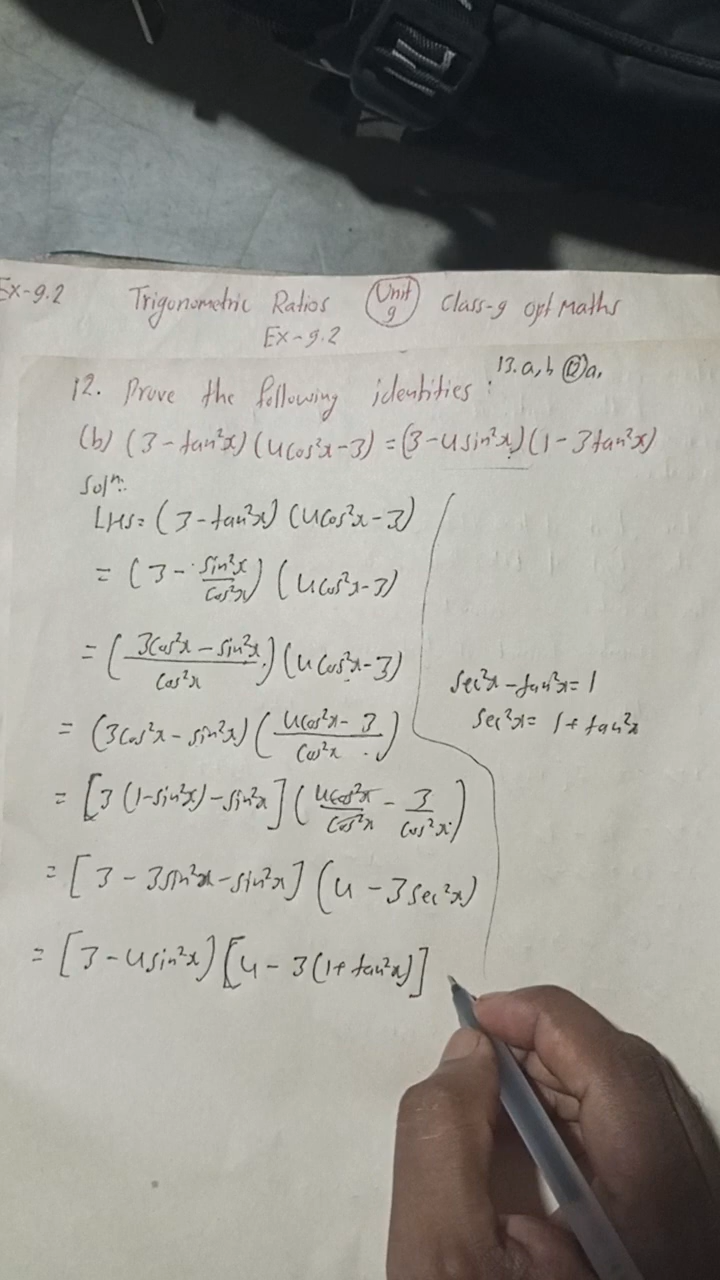 Ex-9.2 Trigonometric Ratios Unit 9 Class-9 Opt Maths
Ex-9.2
13. a, b ⑫a,
12. Prove the following identities :
(b) (3 - tan²x) (4cos²x - 3) = (3 - 4sin²x) (1 - 3tan²x)
Solⁿ:
LHS = (3 - tan²x) (4cos²x - 3)
= (3 - sin²x/cos²x) (4cos²x - 3)
= ((3cos²x - sin²x)/cos²x) (4cos²x - 3)
sec²x - tan²x = 1
sec²x = 1 + tan²x
= (3cos²x - sin²x) ((4cos²x - 3)/cos²x)
= [3 (1 - sin²x) - sin²x] (4cos²x/cos²x - 3/cos²x)
= [3 - 3sin²x - sin²x] (4 - 3sec²x)
= [3 - 4sin²x) [4 - 3(1 + tan²x)]